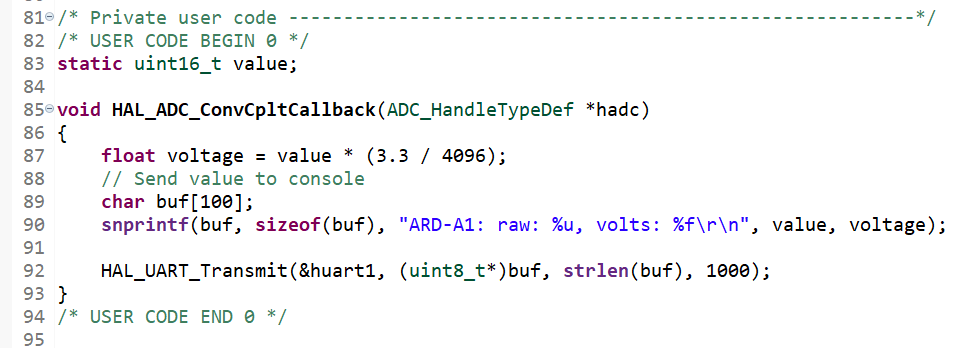 81 /* Private user code ---------------------------------------------------------*/
82 /* USER CODE BEGIN 0 */
83 static uint16_t value;
84
85 void HAL_ADC_ConvCpltCallback(ADC_HandleTypeDef *hadc)
86 {
87     float voltage = value * (3.3 / 4096);
88     // Send value to console
89     char buf[100];
90     snprintf(buf, sizeof(buf), "ARD-A1: raw: %u, volts: %f\r\n", value, voltage);
91
92     HAL_UART_Transmit(&huart1, (uint8_t*)buf, strlen(buf), 1000);
93 }
94 /* USER CODE END 0 */
95